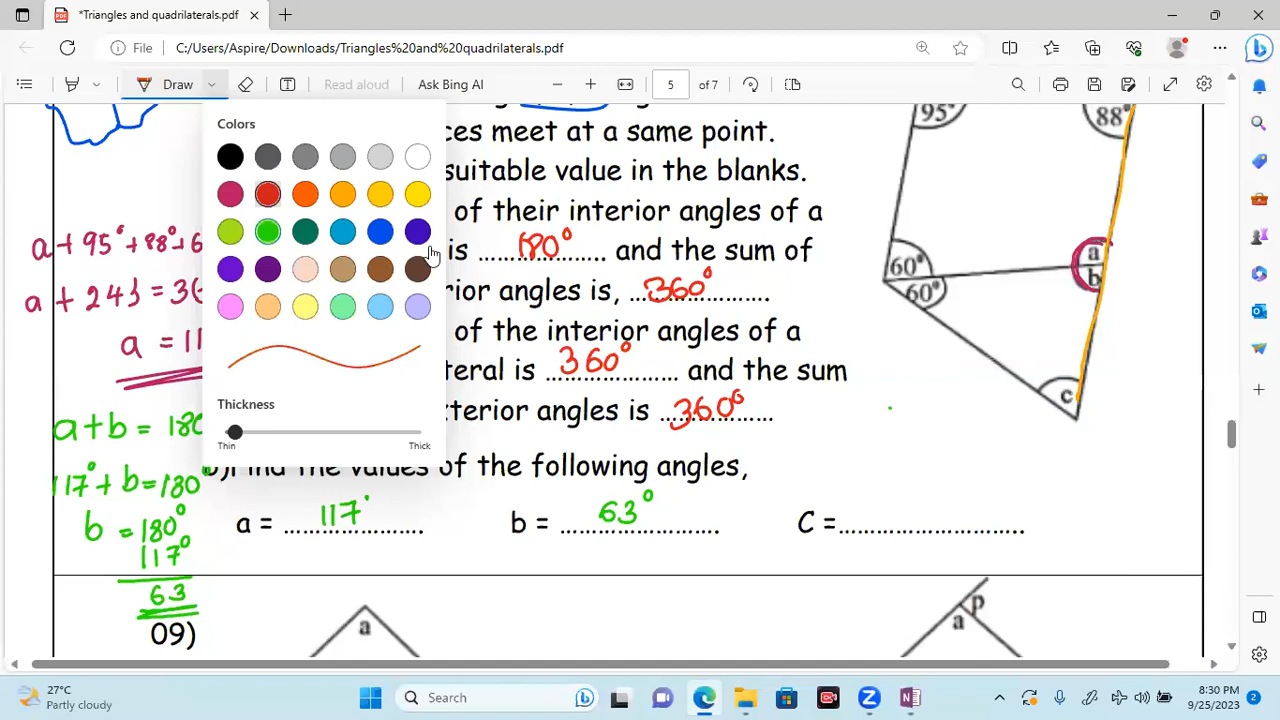 *Triangles and quadrilaterals.pdf
File
C:/Users/Aspire/Downloads/Triangles%20and%20quadrilaterals.pdf
Draw
Read aloud
Ask Bing AI
5
of 7
Colors
Thickness
Thin
Thick
ces meet at a same point.
suitable value in the blanks.
of their interior angles of a
is ...180°... and the sum of
rior angles is, ...360°...
of the interior angles of a
teral is ...360°... and the sum
xterior angles is ...360°...
b)Find the values of the following angles,
a = ...117°...
b = ...63°...
C =........................
95°
88°
60°
a
b
60°
c
a + 95° + 88° + 6
a + 243 = 36
a = 11
a+b = 180
117° + b = 180°
b = 180°
117°
63
09)
a
p
a
27°C
Partly cloudy
Search
8:30 PM
9/25/2023
2